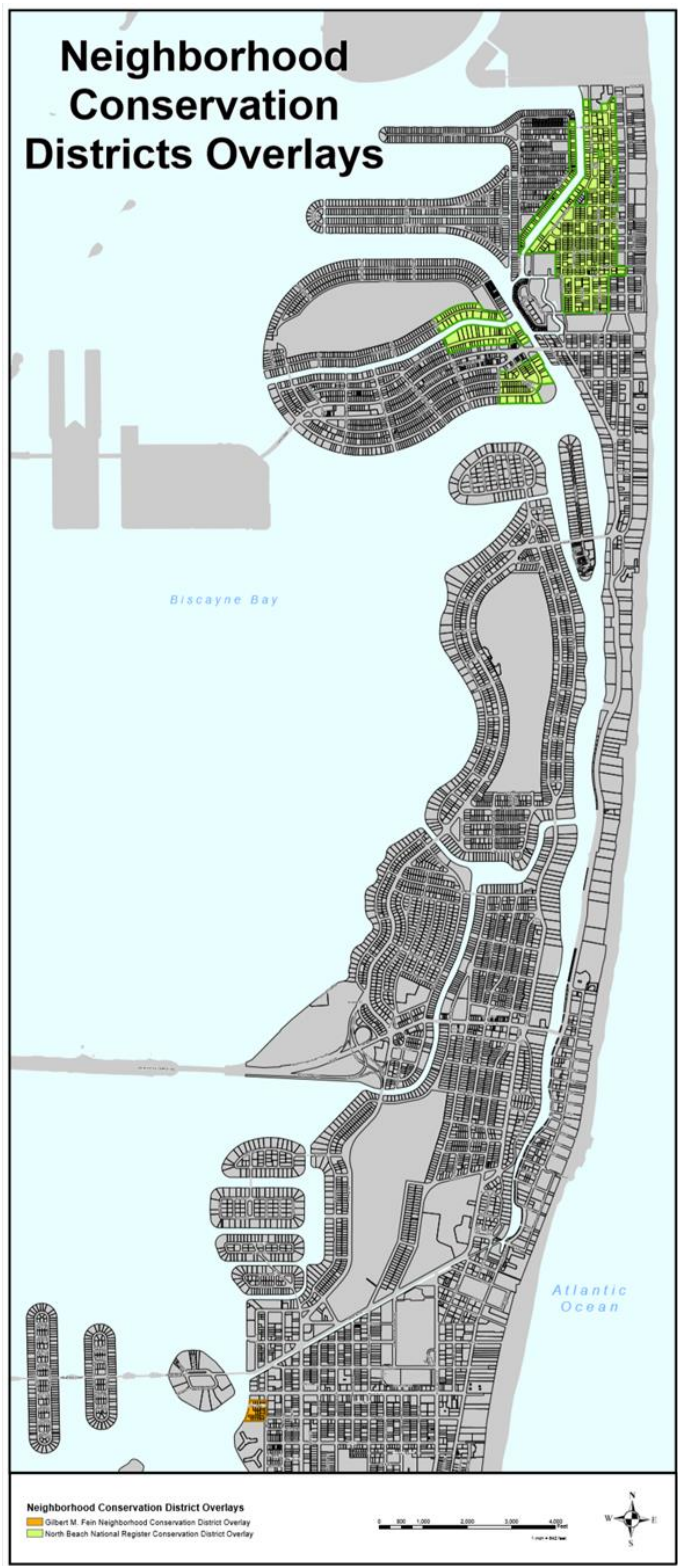 Neighborhood
Conservation
Districts Overlays
Biscayne Bay
Atlantic
Ocean
Neighborhood Conservation District Overlays
Gilbert M. Fein Neighborhood Conservation District Overlay
North Beach National Register Conservation District Overlay
0 500 1,000 2,000 3,000 4,000
Feet
N
W E
S